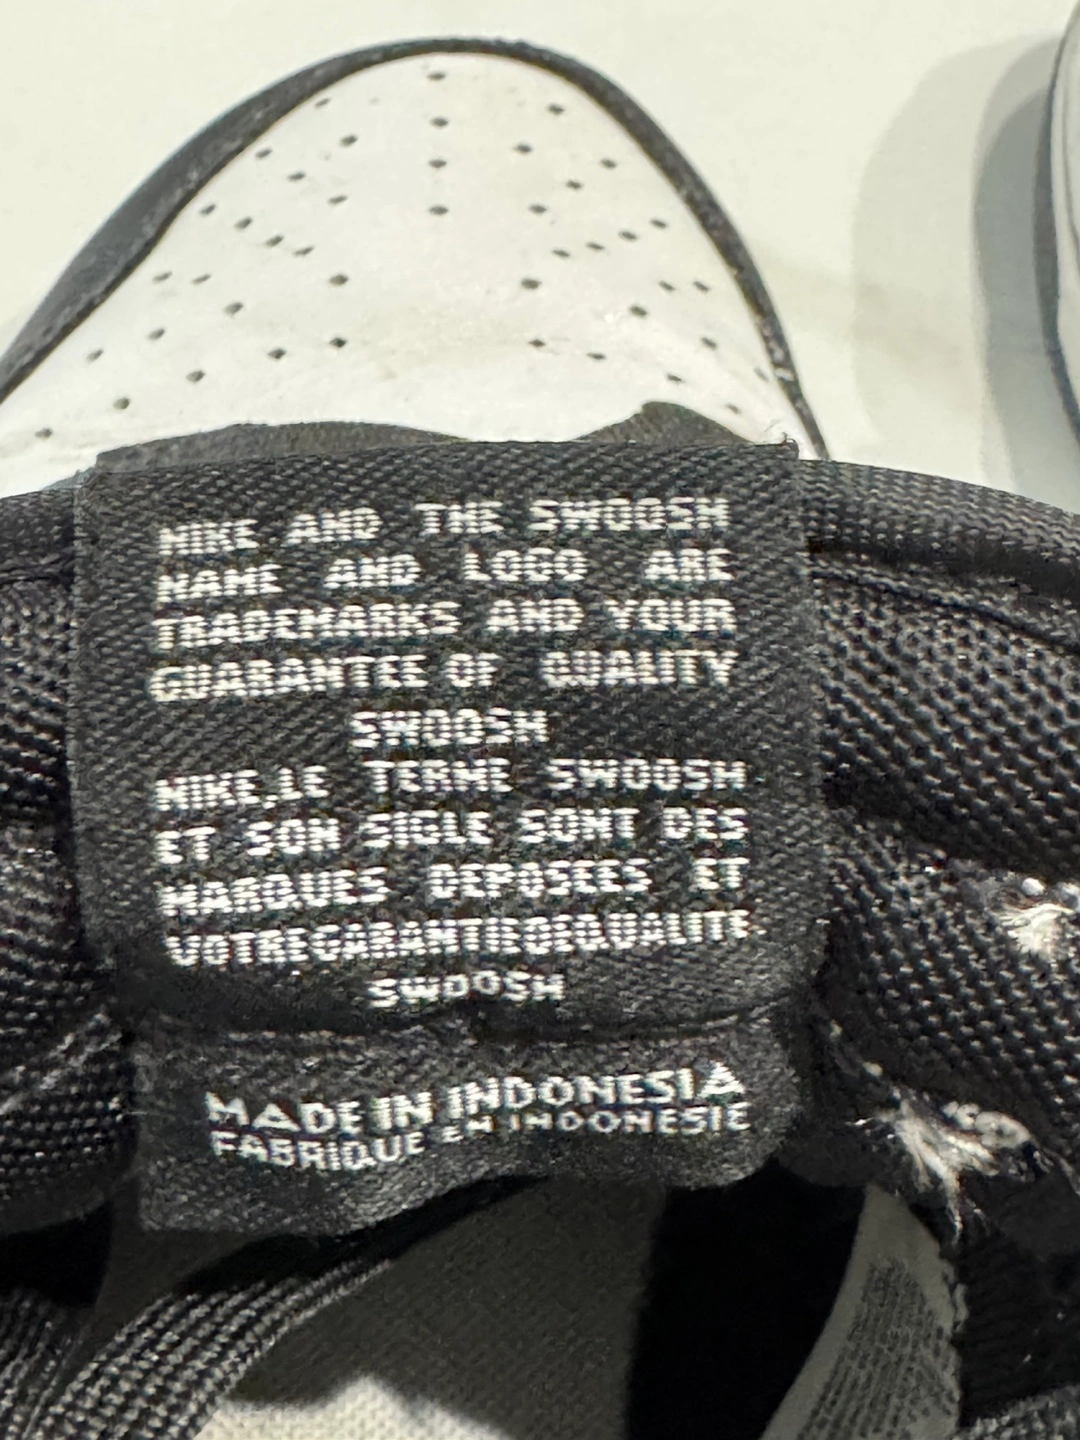 NIKE AND THE SWOOSH
NAME AND LOGO ARE
TRADEMARKS AND YOUR
GUARANTEE OF QUALITY
SWOOSH
NIKE,LE TERME SWOOSH
ET SON SIGLE SONT DES
MARQUES DEPOSEES ET
VOTREGARANTIEDEQUALITE.
SWOOSH
MADE IN INDONESIA
FABRIQUE EN INDONESIE